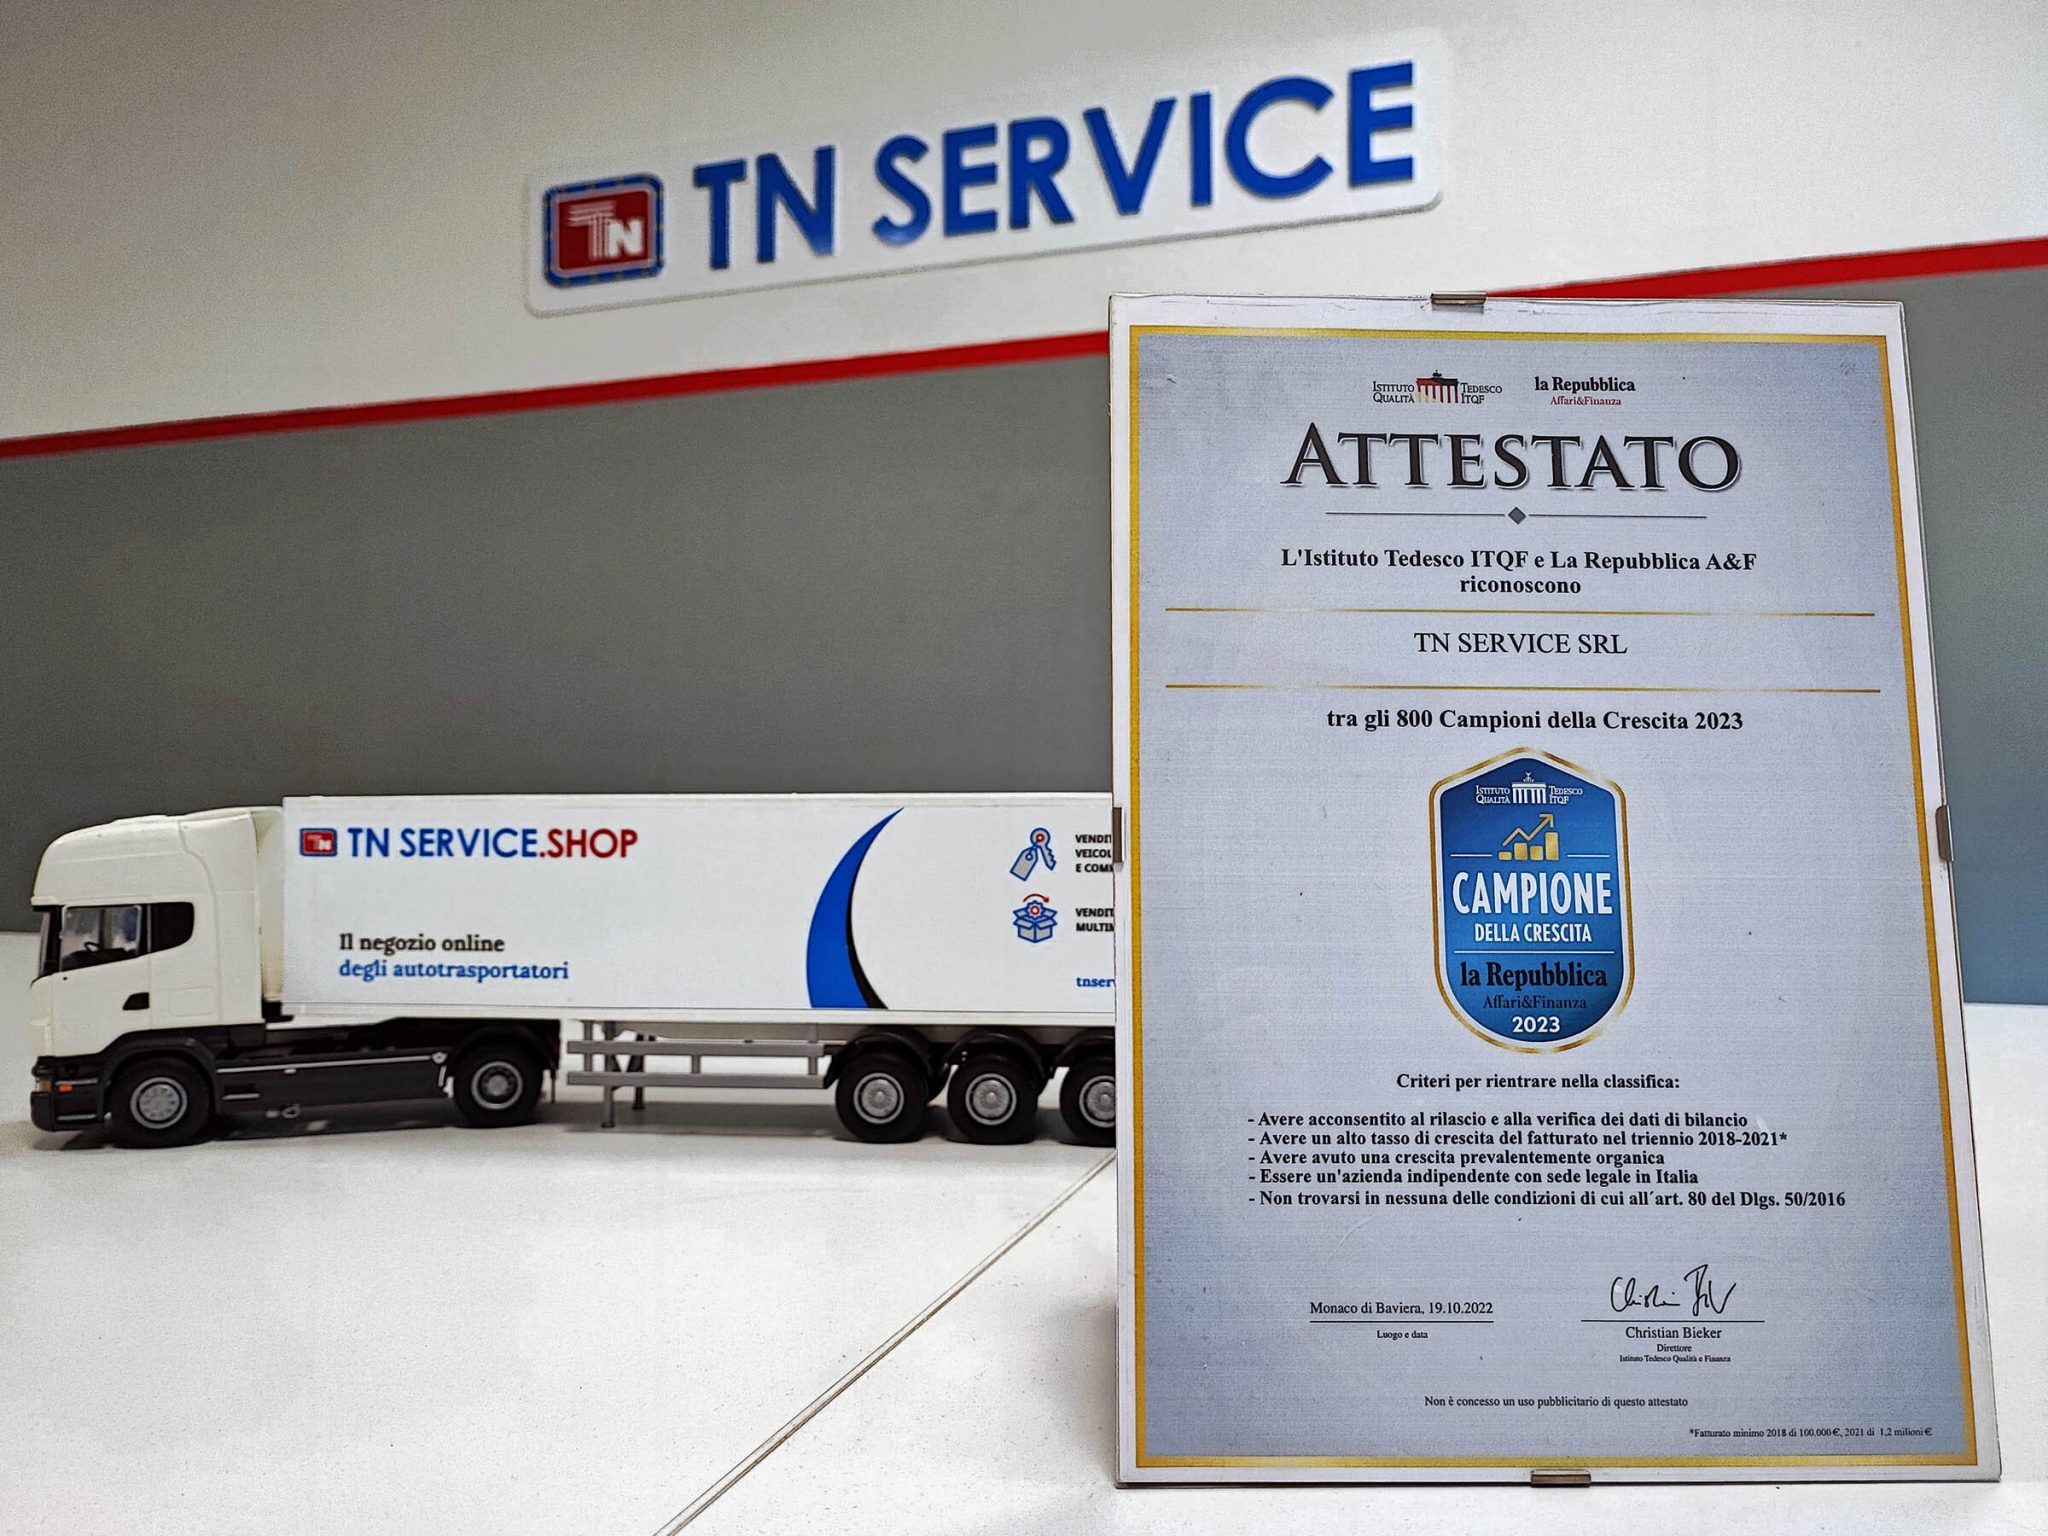 TN SERVICE
TN
TN
TN SERVICE.SHOP
Il negozio online
degli autotrasportatori
E
ISTITUTO TEDESCO
QUALITÀ ITQF
la Repubblica
Affari&Finanza
ATTESTATO
L'Istituto Tedesco ITQF e La Repubblica A&F
riconoscono
TN SERVICE SRL
tra gli 800 Campioni della Crescita 2023
ISTITUTO TEDESCO
QUALITÀ ITQF
CAMPIONE
DELLA CRESCITA
la Repubblica
Affari&Finanza
2023
Criteri per rientrare nella classifica:
- Avere acconsentito al rilascio e alla verifica dei dati di bilancio
- Avere un alto tasso di crescita del fatturato nel triennio 2018-2021*
- Avere avuto una crescita prevalentemente organica
- Essere un'azienda indipendente con sede legale in Italia
- Non trovarsi in nessuna delle condizioni di cui all´art. 80 del Dlgs. 50/2016
Monaco di Baviera, 19.10.2022
Luogo e data
Christian Bieker
Direttore
Istituto Tedesco Qualità e Finanza
Non è concesso un uso pubblicitario di questo attestato
*Fatturato minimo 2018 di 100.000€, 2021 di 1,2 milioni€